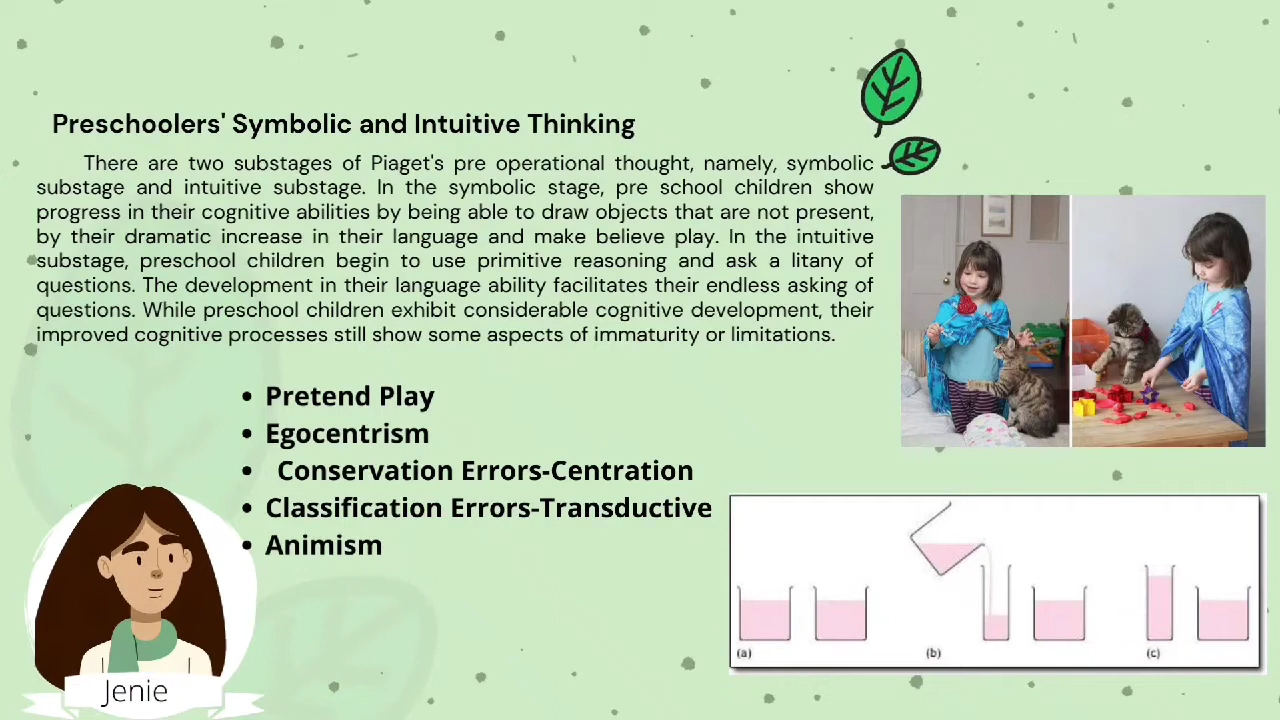 Preschoolers' Symbolic and Intuitive Thinking
There are two substages of Piaget's pre operational thought, namely, symbolic
substage and intuitive substage. In the symbolic stage, pre school children show
progress in their cognitive abilities by being able to draw objects that are not present,
by their dramatic increase in their language and make believe play. In the intuitive
substage, preschool children begin to use primitive reasoning and ask a litany of
questions. The development in their language ability facilitates their endless asking of
questions. While preschool children exhibit considerable cognitive development, their
improved cognitive processes still show some aspects of immaturity or limitations.
• Pretend Play
• Egocentrism
• Conservation Errors-Centration
• Classification Errors-Transductive
• Animism
(a) (b) (c)
Jenie